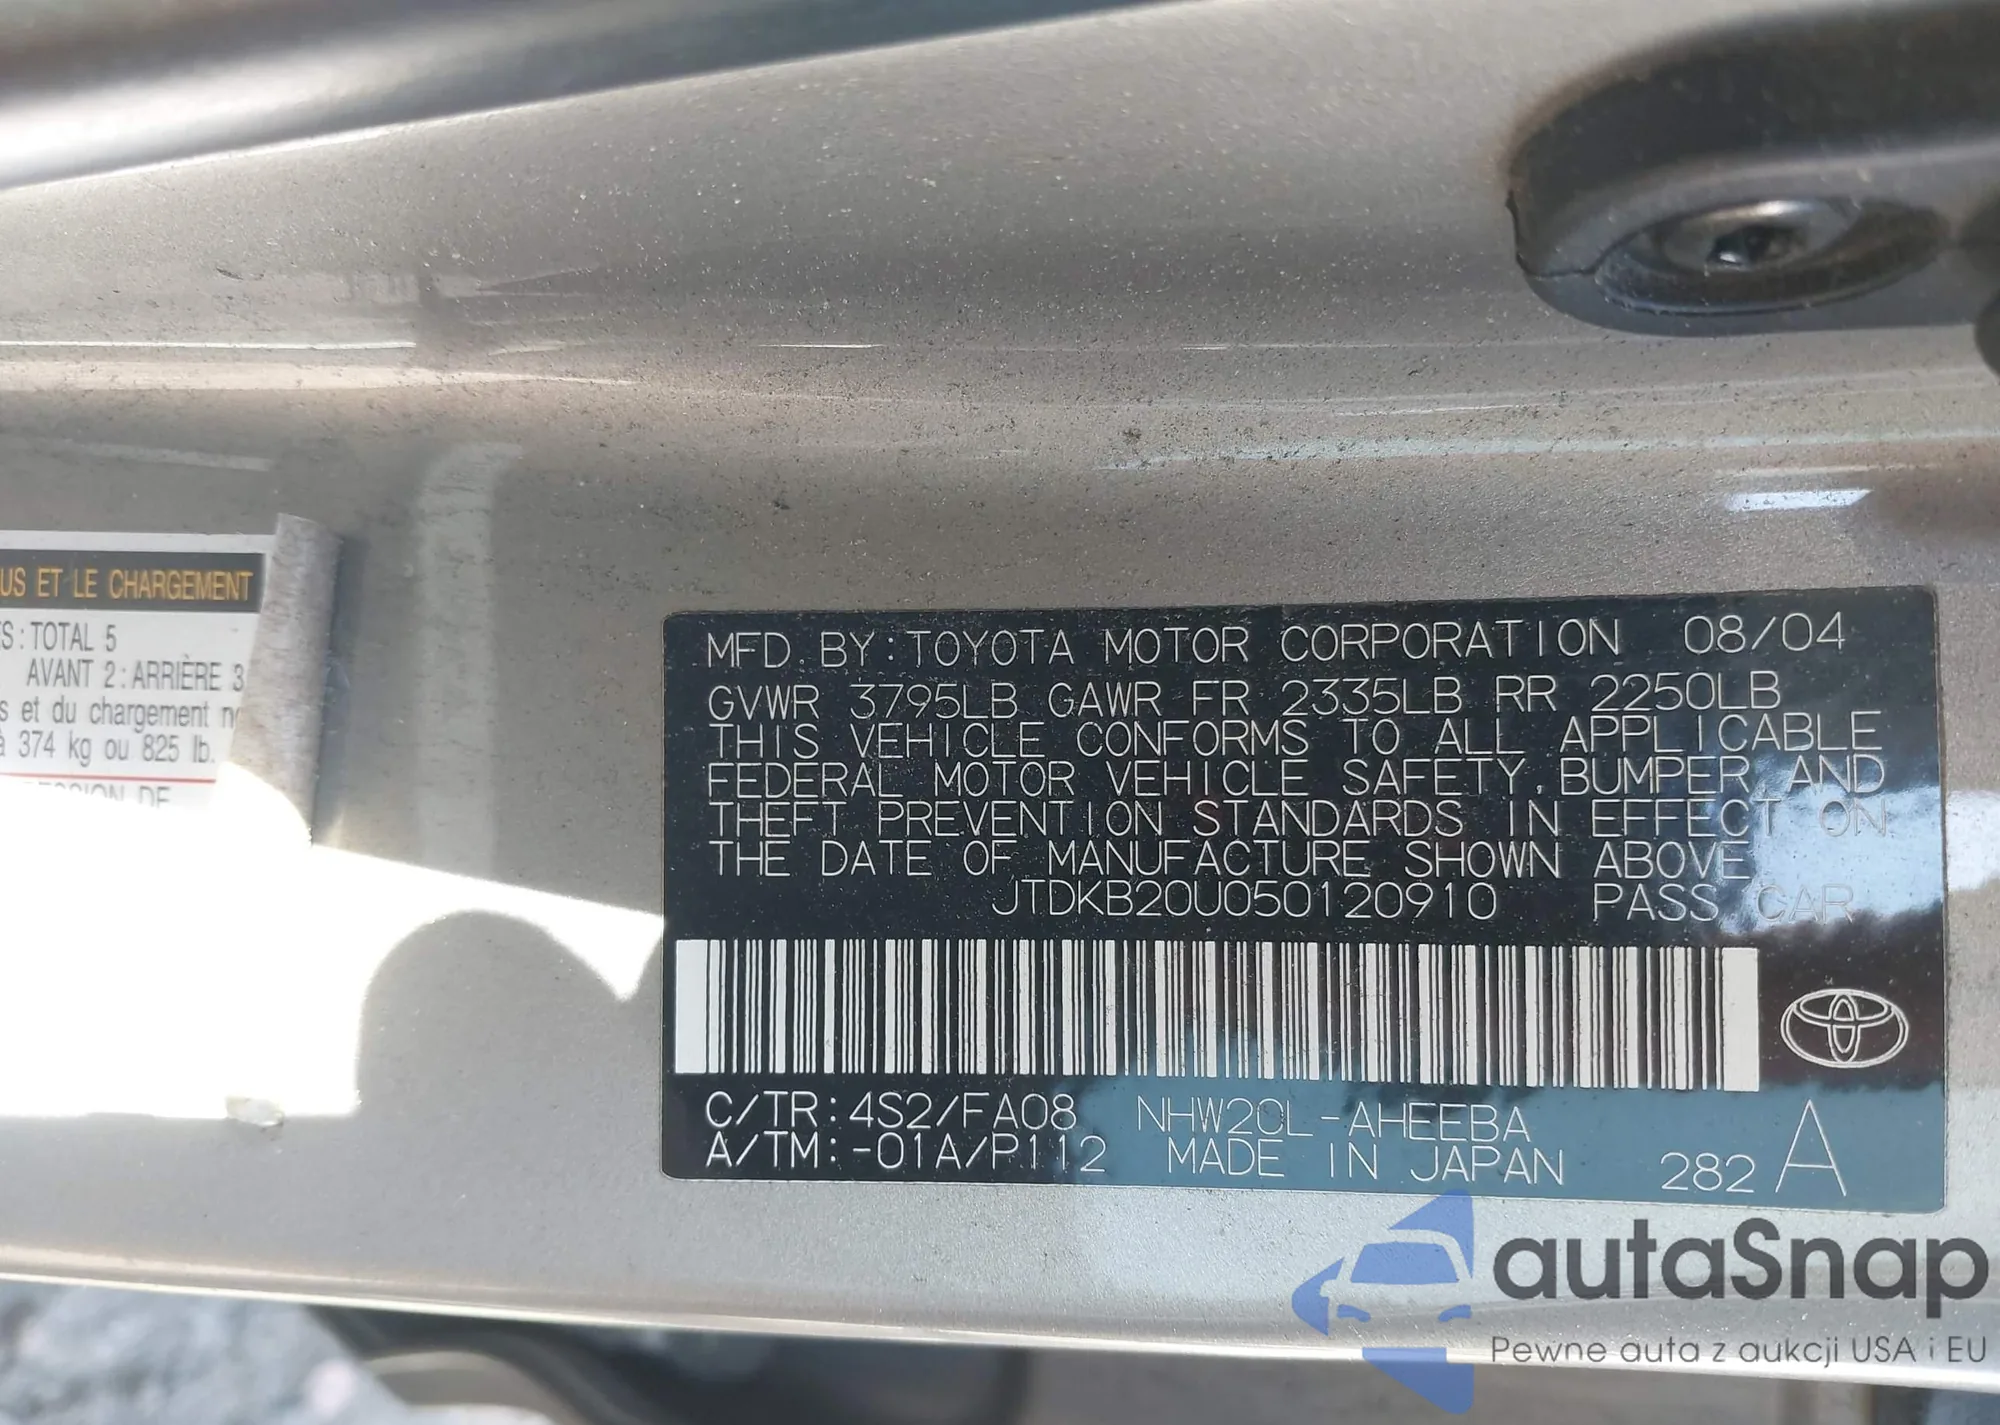 US ET LE CHARGEMENT
S : TOTAL 5
AVANT 2 : ARRIÈRE 3
s et du chargement
à 374 kg ou 825 lb.
DE
MFD. BY : TOYOTA MOTOR CORPORATION 08/04
GVWR 3795LB GAWR FR 2335LB RR 2250LB
THIS VEHICLE CONFORMS TO ALL APPLICABLE
FEDERAL MOTOR VEHICLE SAFETY, BUMPER, AND
THEFT PREVENTION STANDARDS IN EFFECT ON
THE DATE OF MANUFACTURE SHOWN ABOVE.
JTDKB20U050120910 PASS. CAR
C/TR: 4S2/FA08 NHW20L-AHEEBA
A/TM: -01A/P112 MADE IN JAPAN 282 A
autaSnap
Pewne auta z aukcji USA i EU